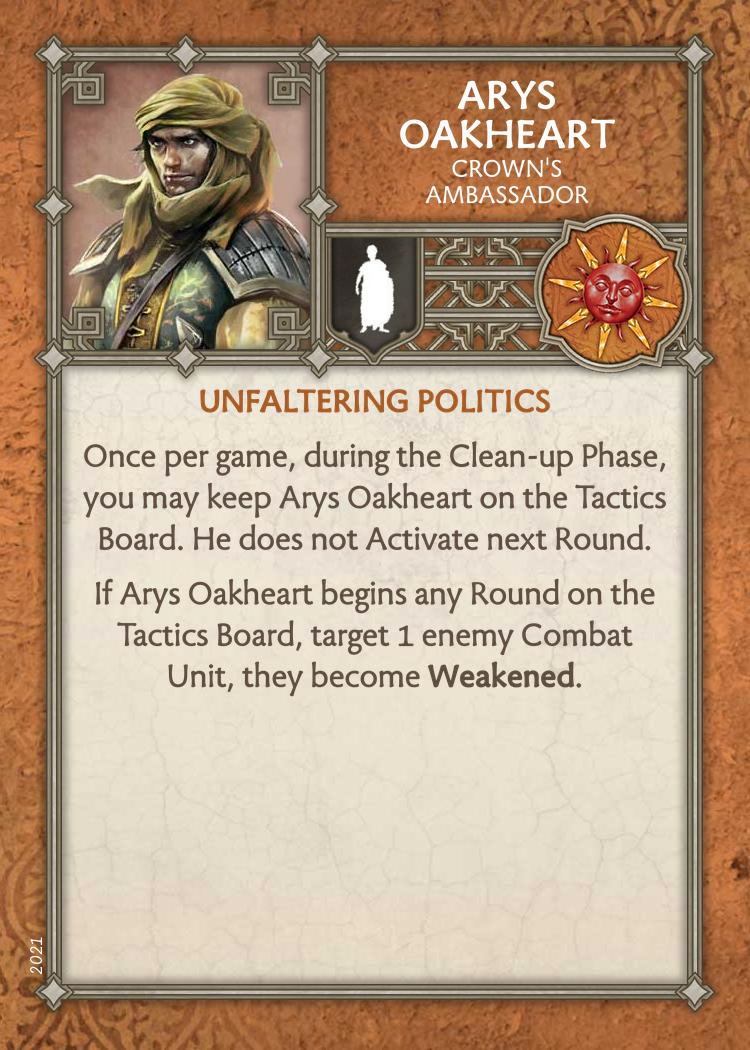 ARYS
OAKHEART
CROWN'S
AMBASSADOR
UNFALTERING POLITICS
Once per game, during the Clean-up Phase,
you may keep Arys Oakheart on the Tactics
Board. He does not Activate next Round.
If Arys Oakheart begins any Round on the
Tactics Board, target 1 enemy Combat
Unit, they become Weakened.
2021